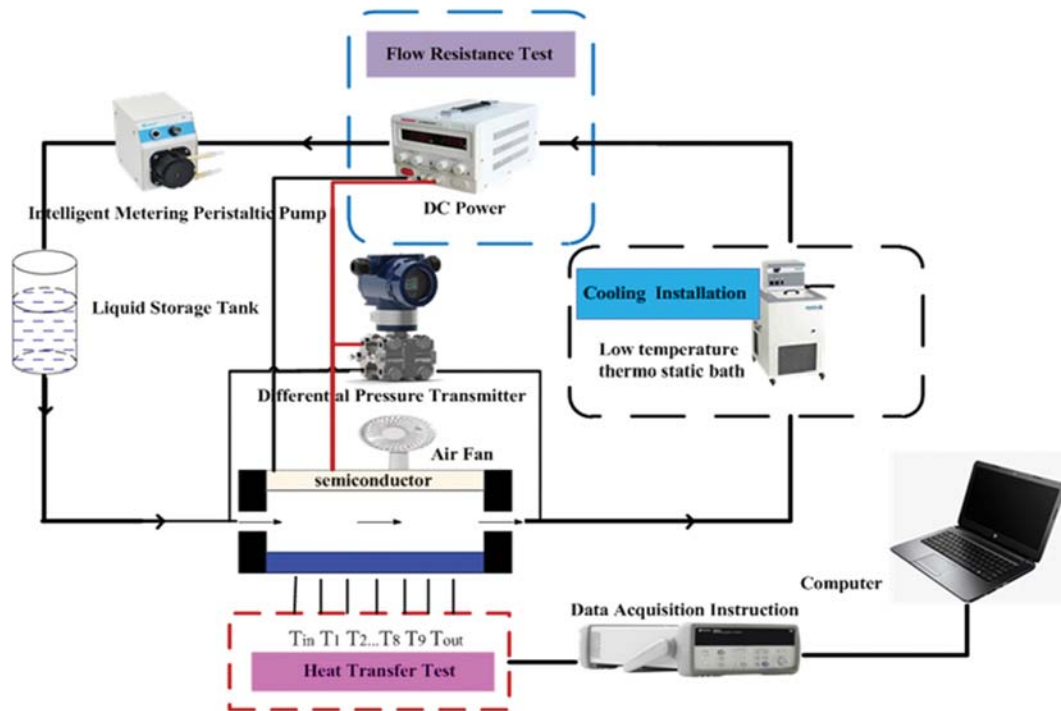 Flow Resistance Test
DC Power
Intelligent Metering Peristaltic Pump
Liquid Storage Tank
Cooling Installation
Low temperature
thermo static bath
Differential Pressure Transmitter
Air Fan
semiconductor
Computer
Data Acquisition Instruction
Tin T1 T2...T8 T9 Tout
Heat Transfer Test